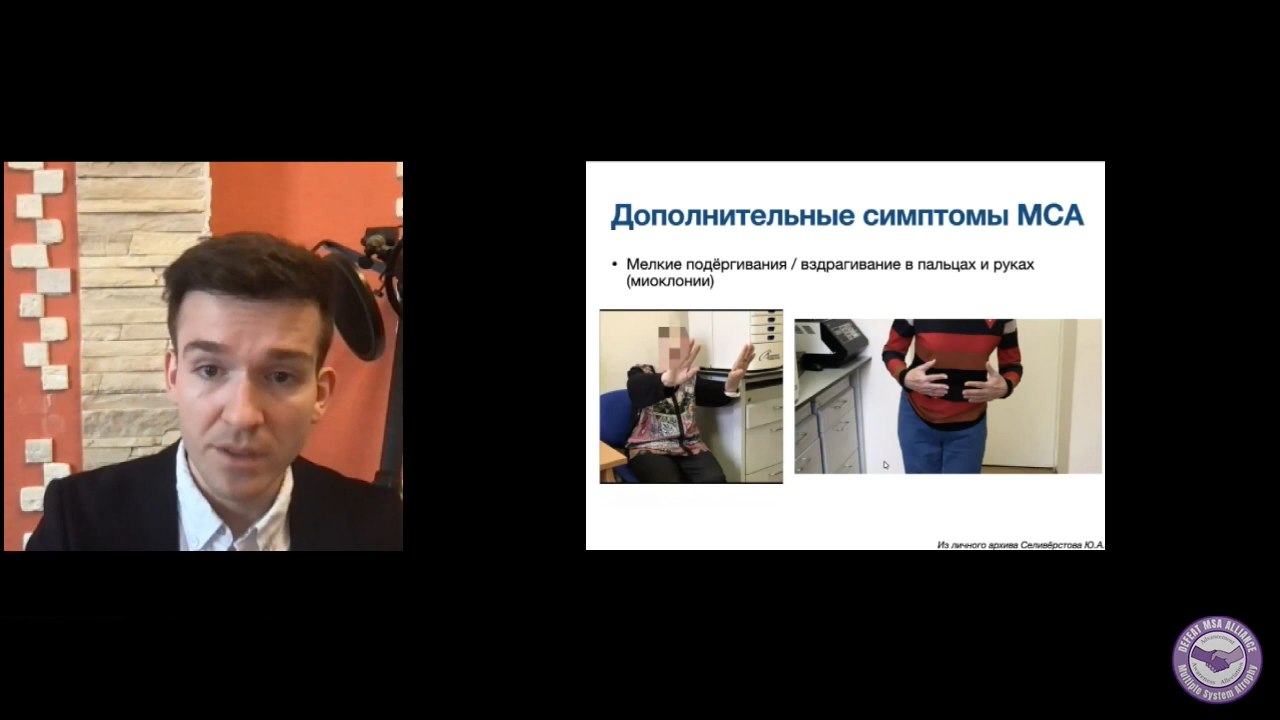 Дополнительные симптомы МСА
• Мелкие подёргивания / вздрагивание в пальцах и руках
(миоклонии)
Из личного архива Селивёрстова Ю.А.
DEFEAT MSA ALLIANCE
Multiple System Atrophy